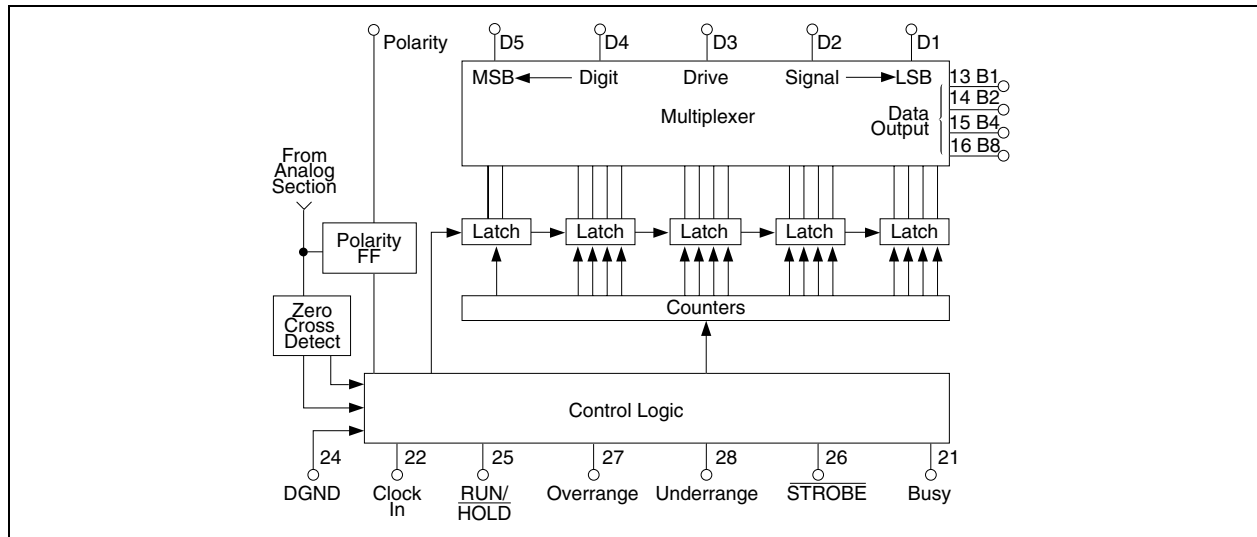 Polarity
D5
D4
D3
D2
D1
MSB
Digit
Drive
Signal
LSB
13 B1
14 B2
15 B4
16 B8
Multiplexer
Data
Output
From
Analog
Section
Polarity
FF
Latch
Latch
Latch
Latch
Latch
Zero
Cross
Detect
Counters
Control Logic
24
22
25
27
28
26
21
DGND
Clock
In
RUN/
HOLD
Overrange
Underrange
STROBE
Busy